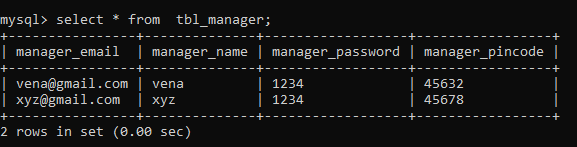 mysql> select * from  tbl_manager;
+----------------+--------------+------------------+-----------------+
| manager_email  | manager_name | manager_password | manager_pincode |
+----------------+--------------+------------------+-----------------+
| vena@gmail.com | vena         | 1234             | 45632           |
| xyz@gmail.com  | xyz          | 1234             | 45678           |
+----------------+--------------+------------------+-----------------+
2 rows in set (0.00 sec)